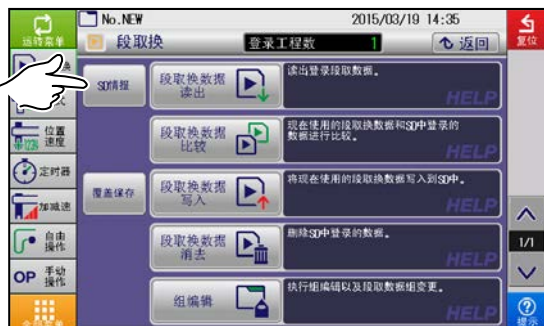 No.NEW 2015/03/19 14:35
运转菜单
段取换 登录工程数 1 返回
复位
SD情报
段取换数据
读出
读出登录段取数据。
HELP
段取换数据
比较
现在使用的段取换数据和SD中登录的
数据进行比较。
HELP
位置
速度
定时器
覆盖保存
段取换数据
写入
将现在使用的段取换数据写入到SD中。
HELP
加减速
自由
操作
段取换数据
消去
删除SD中登录的数据。
HELP
1/1
OP 手动
操作
组编辑
执行组编辑以及段取数据组变更。
HELP
提示